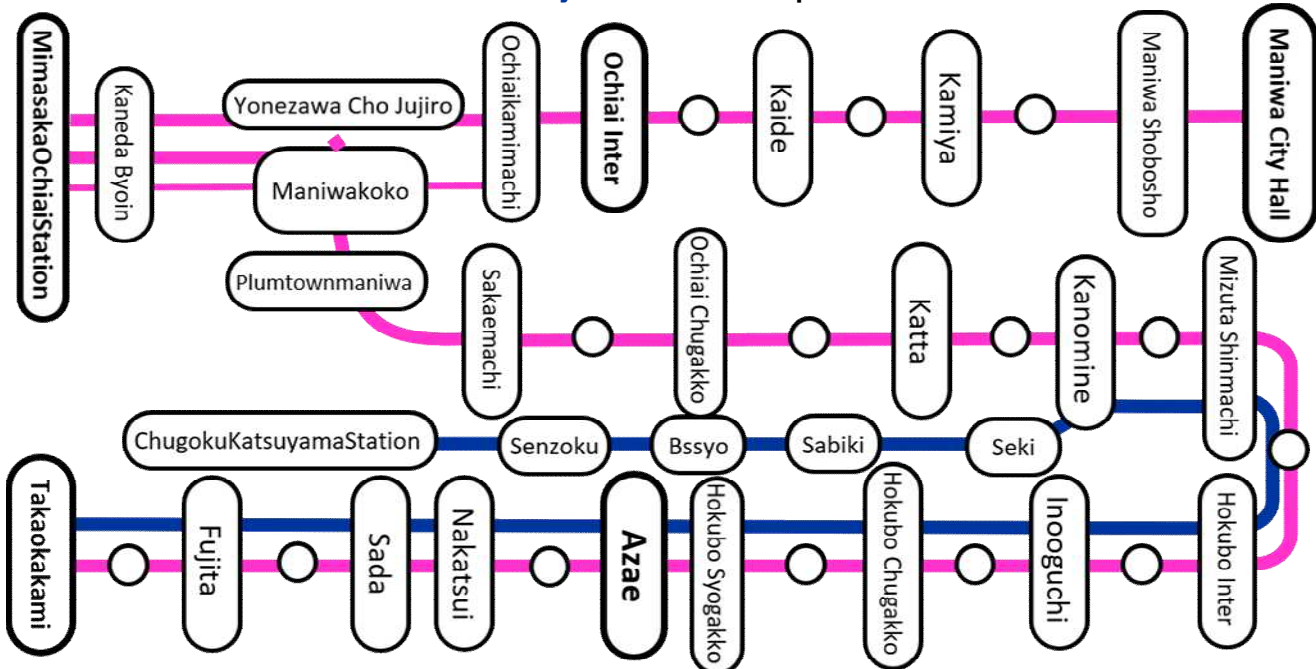 MimasakaOchiaiStation
Kaneda Byoin
Yonezawa Cho Jujiro
Maniwakoko
Plumtownmaniwa
Ochiaikamimachi
Ochiai Inter
Kaide
Kamiya
Maniwa Shobosho
Maniwa City Hall
Sakaemachi
Ochiai Chugakko
Katta
Kanomine
Mizuta Shinmachi
ChugokuKatsuyamaStation
Senzoku
Bssyo
Sabiki
Seki
Takaokakami
Fujita
Sada
Nakatsui
Azae
Hokubo Syogakko
Hokubo Chugakko
Inooguchi
Hokubo Inter